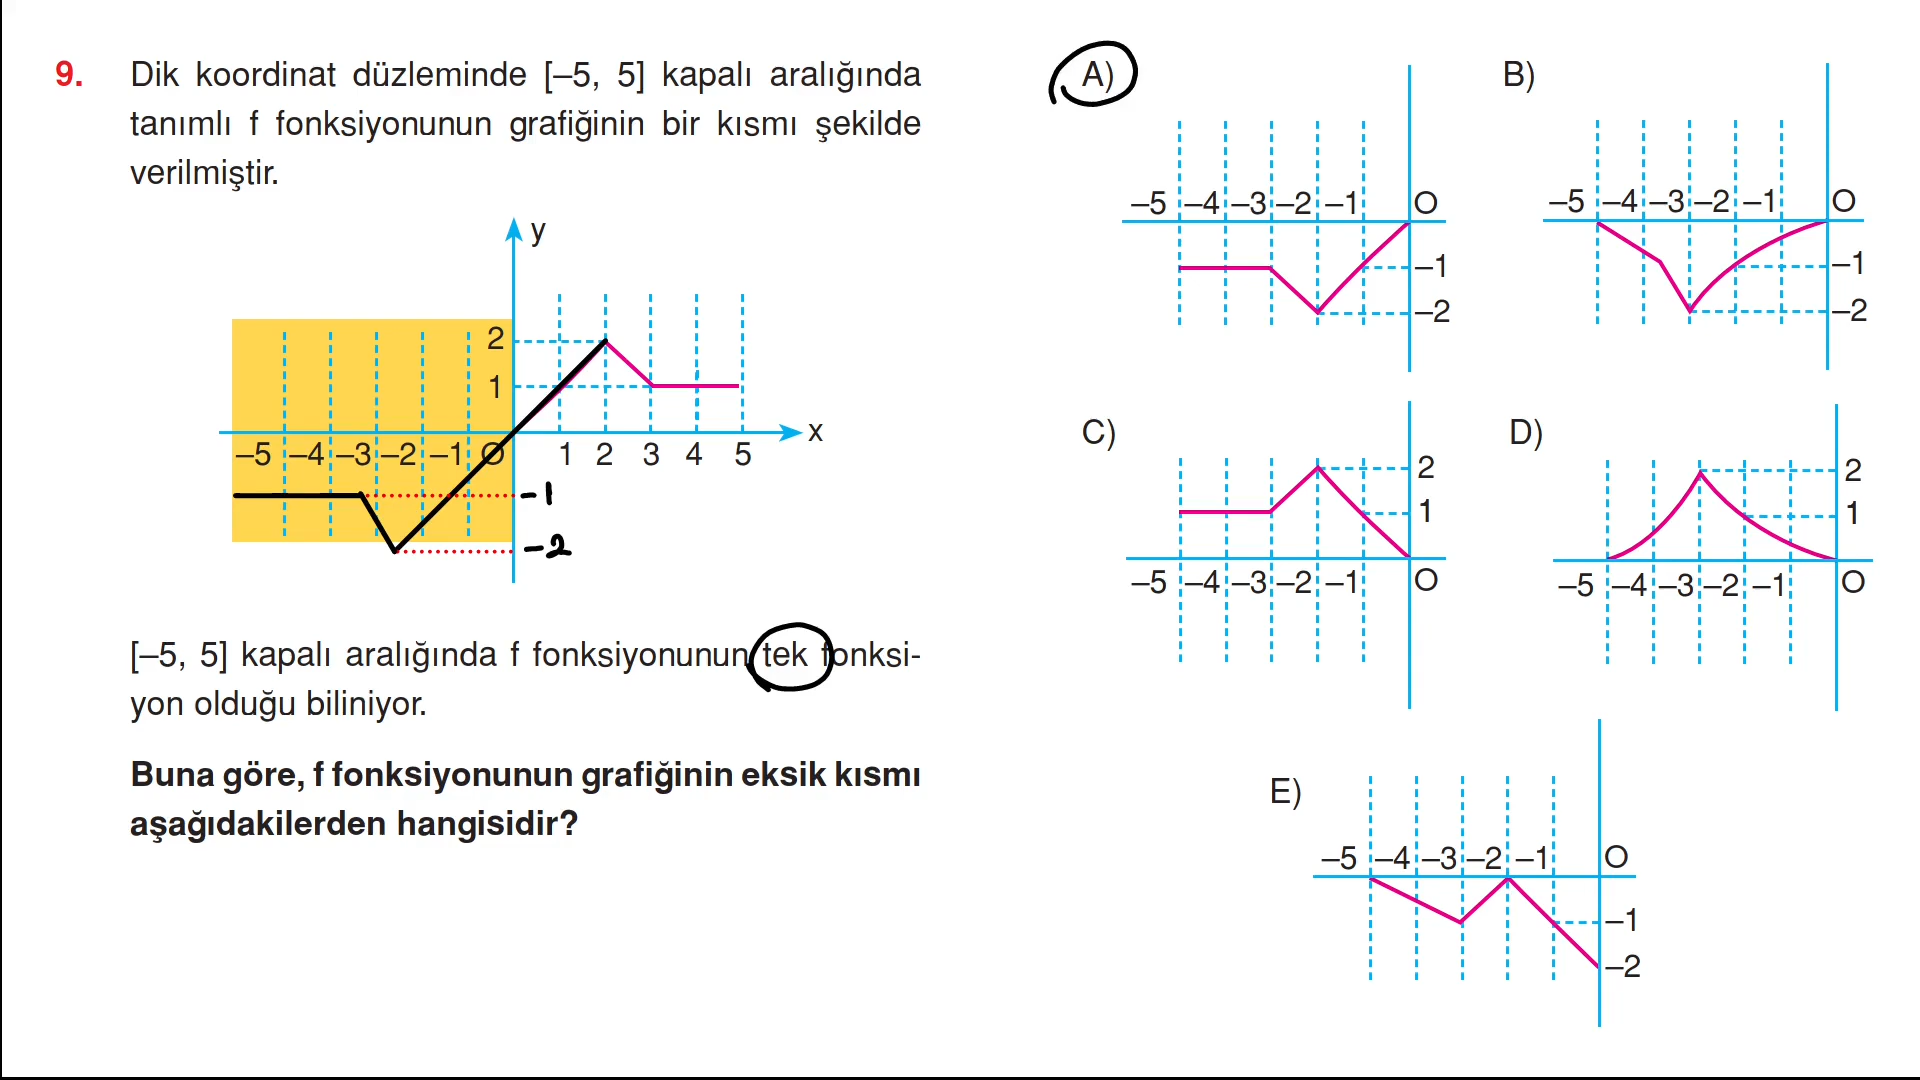 9. Dik koordinat düzleminde [–5, 5] kapalı aralığında
tanımlı f fonksiyonunun grafiğinin bir kısmı şekilde
verilmiştir.
y
2
1
–5 –4 –3 –2 –1 O 1 2 3 4 5 x
–1
–2
[–5, 5] kapalı aralığında f fonksiyonunun tek fonksi-
yon olduğu biliniyor.
Buna göre, f fonksiyonunun grafiğinin eksik kısmı
aşağıdakilerden hangisidir?
A)
–5 –4 –3 –2 –1 O
–1
–2
B)
–5 –4 –3 –2 –1 O
–1
–2
C)
2
1
–5 –4 –3 –2 –1 O
D)
2
1
–5 –4 –3 –2 –1 O
E)
–5 –4 –3 –2 –1 O
–1
–2